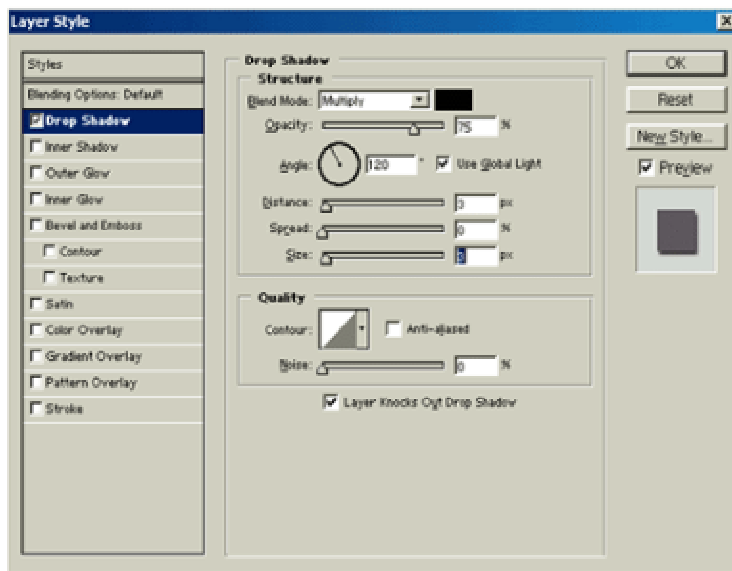 Layer Style
Styles
Blending Options: Default
Drop Shadow
Inner Shadow
Outer Glow
Inner Glow
Bevel and Emboss
Contour
Texture
Satin
Color Overlay
Gradient Overlay
Pattern Overlay
Stroke
Drop Shadow
Structure
Blend Mode: Multiply
Opacity: 75 %
Angle: 120 ° Use Global Light
Distance: 3 px
Spread: 0 %
Size: px
Quality
Contour: Anti-aliased
Noise: 0 %
Layer Knocks Out Drop Shadow
OK
Reset
New Style...
Preview